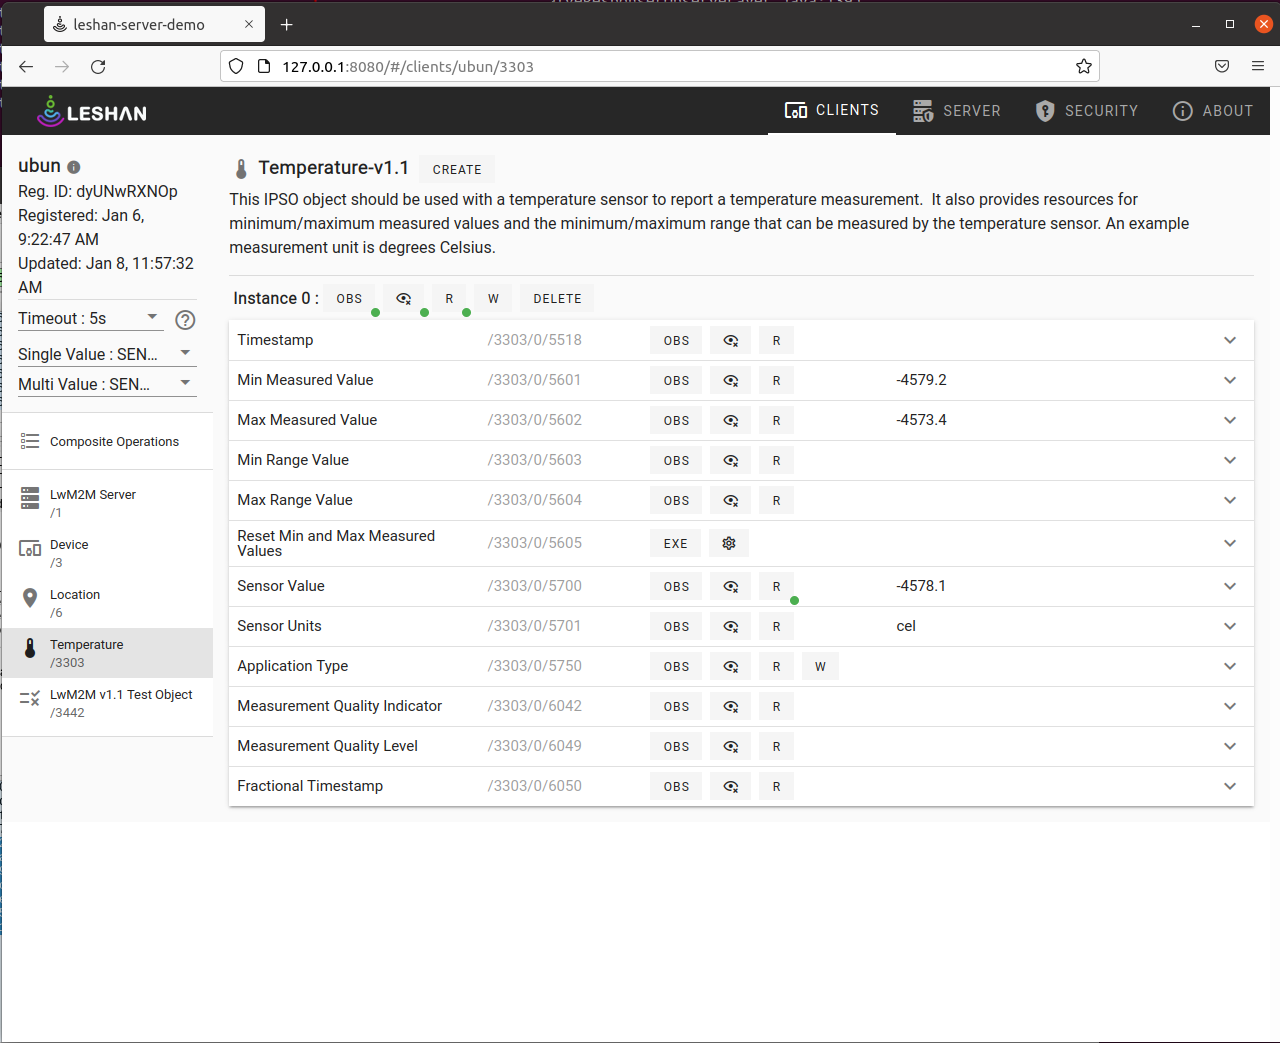 leshan-server-demo
127.0.0.1:8080/#/clients/ubun/3303
LESHAN
CLIENTS
SERVER
SECURITY
ABOUT
ubun
Reg. ID: dyUNwRXNOp
Registered: Jan 6,
9:22:47 AM
Updated: Jan 8, 11:57:32
AM
Timeout : 5s
Single Value : SEN...
Multi Value : SEN...
Composite Operations
LwM2M Server
/1
Device
/3
Location
/6
Temperature
/3303
LwM2M v1.1 Test Object
/3442
Temperature-v1.1 CREATE
This IPSO object should be used with a temperature sensor to report a temperature measurement. It also provides resources for
minimum/maximum measured values and the minimum/maximum range that can be measured by the temperature sensor. An example
measurement unit is degrees Celsius.
Instance 0 : OBS R W DELETE
Timestamp /3303/0/5518 OBS R
Min Measured Value /3303/0/5601 OBS R -4579.2
Max Measured Value /3303/0/5602 OBS R -4573.4
Min Range Value /3303/0/5603 OBS R
Max Range Value /3303/0/5604 OBS R
Reset Min and Max Measured
Values /3303/0/5605 EXE
Sensor Value /3303/0/5700 OBS R -4578.1
Sensor Units /3303/0/5701 OBS R cel
Application Type /3303/0/5750 OBS R W
Measurement Quality Indicator /3303/0/6042 OBS R
Measurement Quality Level /3303/0/6049 OBS R
Fractional Timestamp /3303/0/6050 OBS R